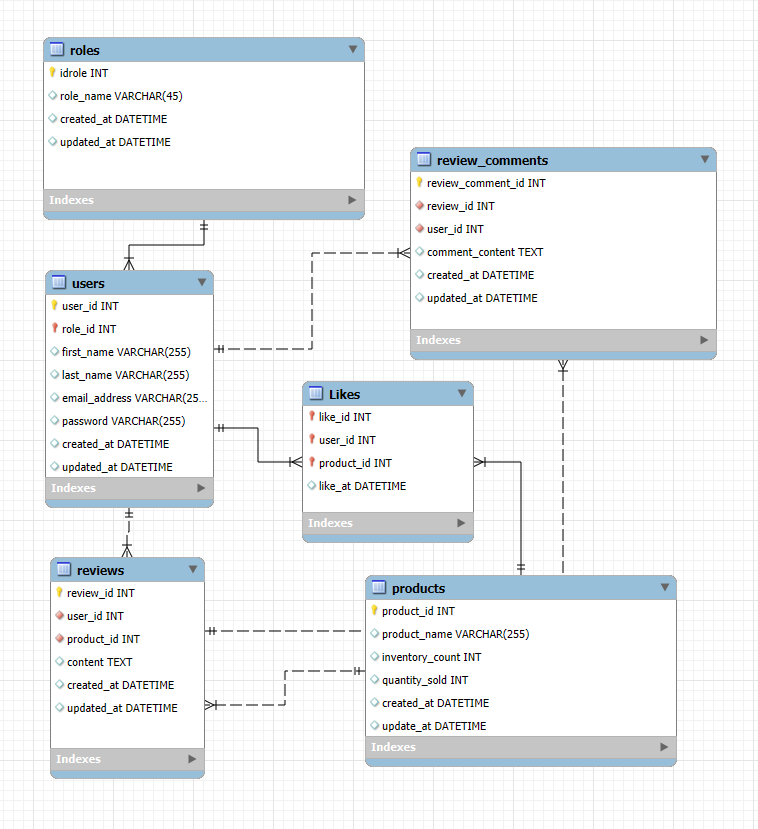 roles
idrole INT
role_name VARCHAR(45)
created_at DATETIME
updated_at DATETIME
Indexes
review_comments
review_comment_id INT
review_id INT
user_id INT
comment_content TEXT
created_at DATETIME
updated_at DATETIME
Indexes
users
user_id INT
role_id INT
first_name VARCHAR(255)
last_name VARCHAR(255)
email_address VARCHAR(25...
password VARCHAR(255)
created_at DATETIME
updated_at DATETIME
Indexes
Likes
like_id INT
user_id INT
product_id INT
like_at DATETIME
Indexes
reviews
review_id INT
user_id INT
product_id INT
content TEXT
created_at DATETIME
updated_at DATETIME
Indexes
products
product_id INT
product_name VARCHAR(255)
inventory_count INT
quantity_sold INT
created_at DATETIME
update_at DATETIME
Indexes